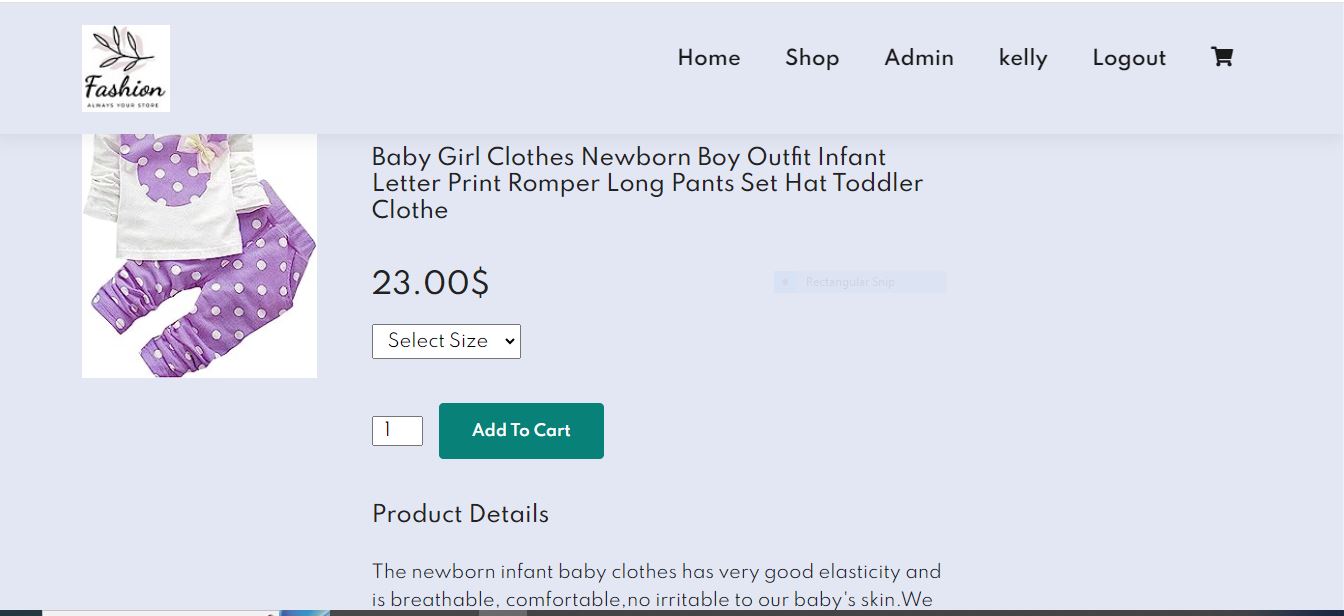 Fashion
ALWAYS YOUR STORE
Home Shop Admin kelly Logout
Baby Girl Clothes Newborn Boy Outfit Infant
Letter Print Romper Long Pants Set Hat Toddler
Clothe
23.00$
Rectangular Snip
Select Size
1
Add To Cart
Product Details
The newborn infant baby clothes has very good elasticity and
is breathable, comfortable,no irritable to our baby's skin.We